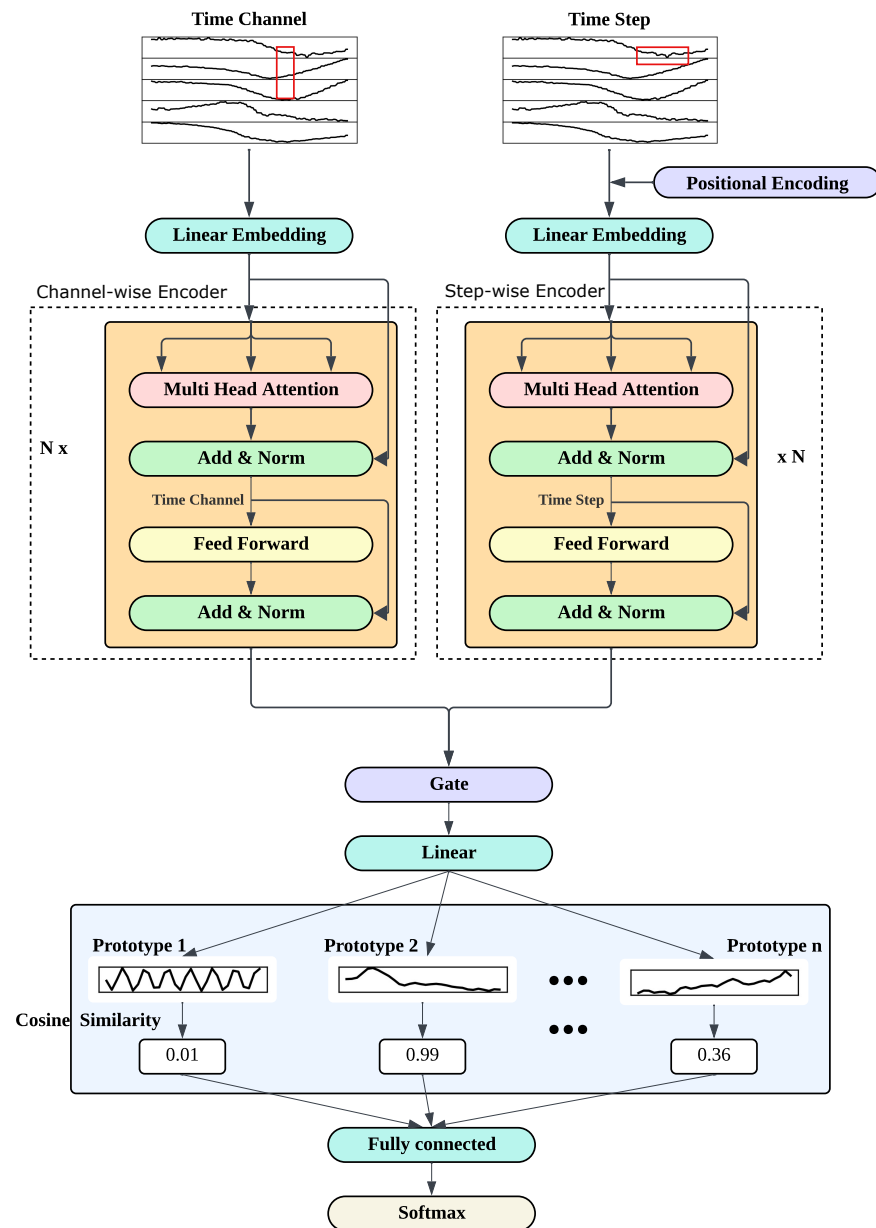 Time Channel
Time Step
Positional Encoding
Linear Embedding
Linear Embedding
Channel-wise Encoder
Step-wise Encoder
Multi Head Attention
Multi Head Attention
N x
Add & Norm
Add & Norm
x N
Time Channel
Time Step
Feed Forward
Feed Forward
Add & Norm
Add & Norm
Gate
Linear
Prototype 1
Prototype 2
Prototype n
Cosine Similarity
0.01
0.99
0.36
Fully connected
Softmax